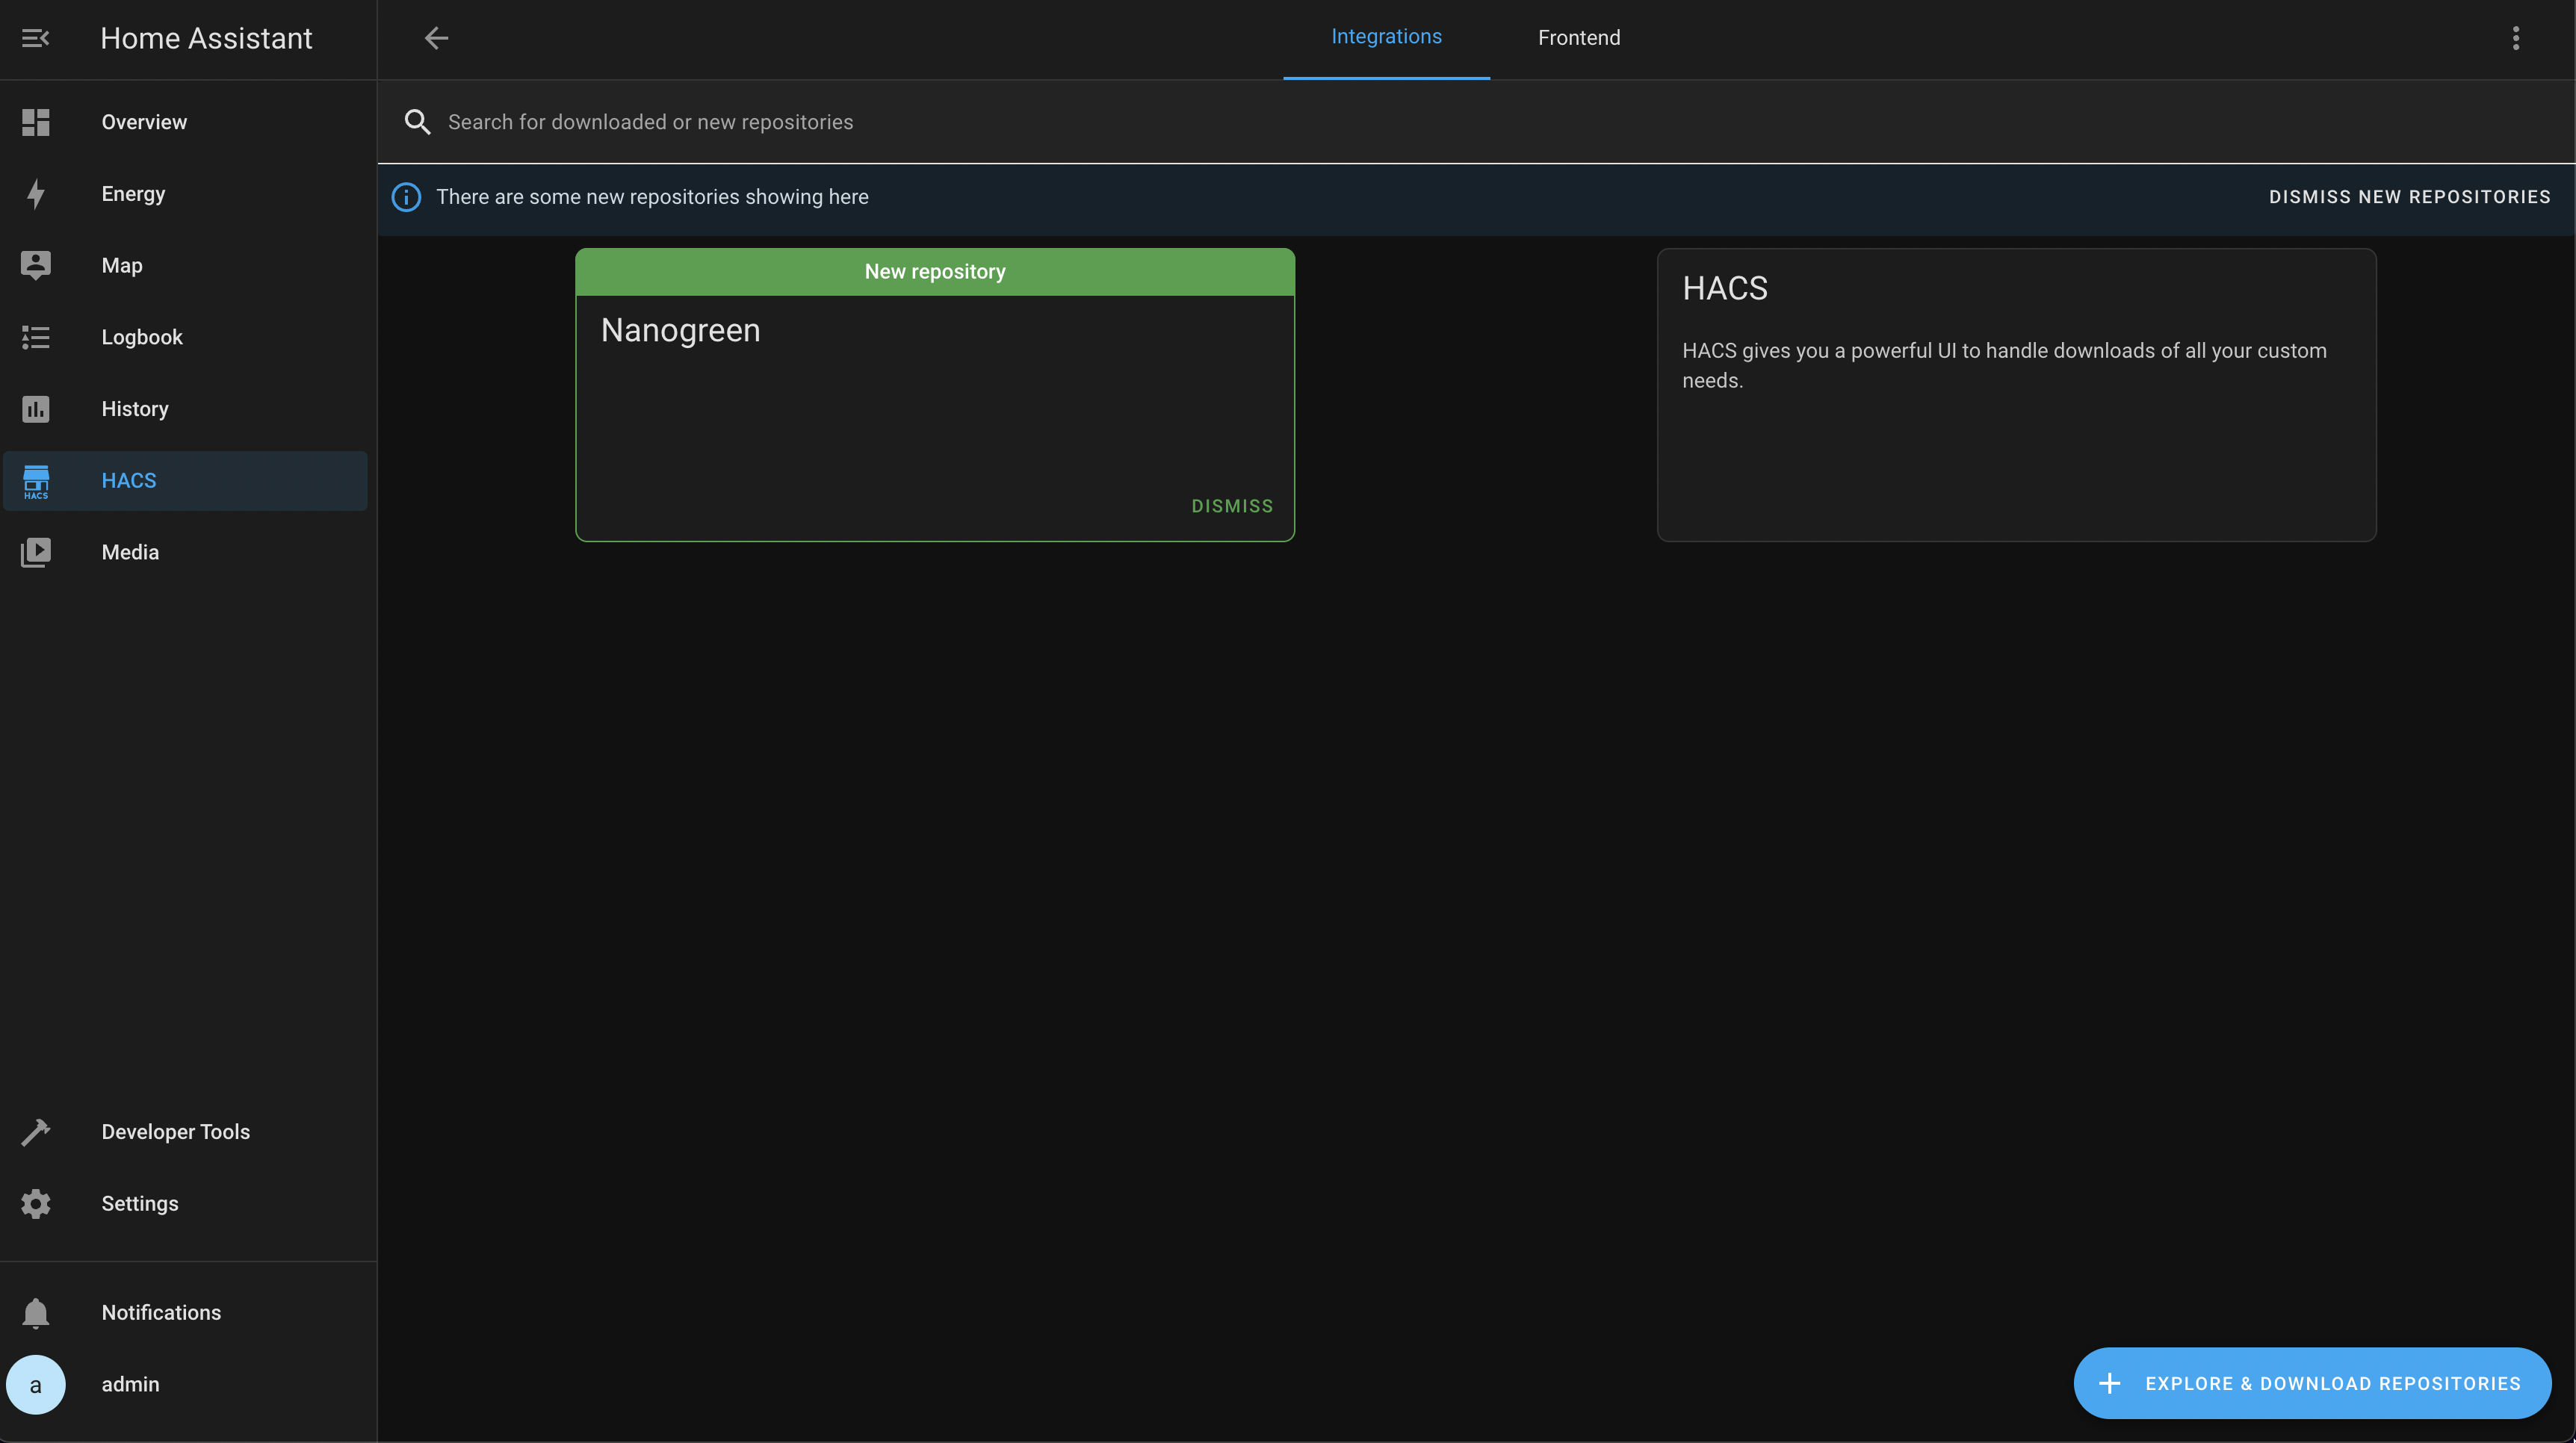 Home Assistant
Integrations
Frontend
Search for downloaded or new repositories
There are some new repositories showing here
DISMISS NEW REPOSITORIES
Overview
Energy
Map
Logbook
History
HACS
HACS
Media
New repository
Nanogreen
DISMISS
HACS
HACS gives you a powerful UI to handle downloads of all your custom
needs.
Developer Tools
Settings
Notifications
a
admin
EXPLORE & DOWNLOAD REPOSITORIES